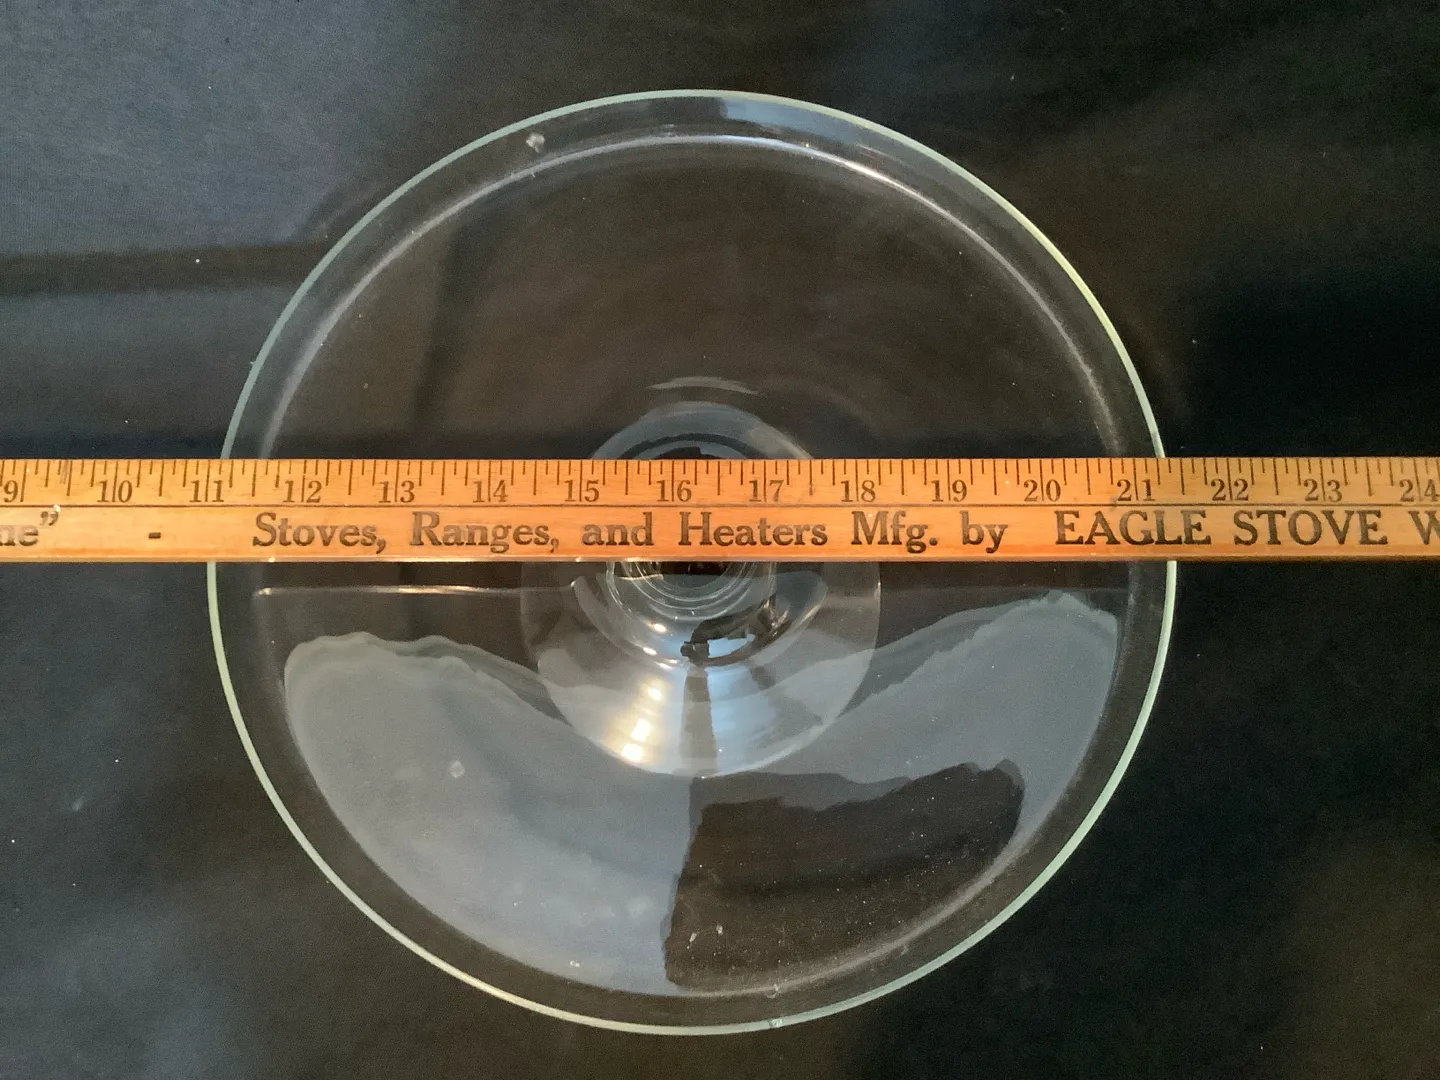 9 10 11 12 13 14 15 16 17 18 19 20 21 22 23 24
ne" - Stoves, Ranges, and Heaters Mfg. by EAGLE STOVE W